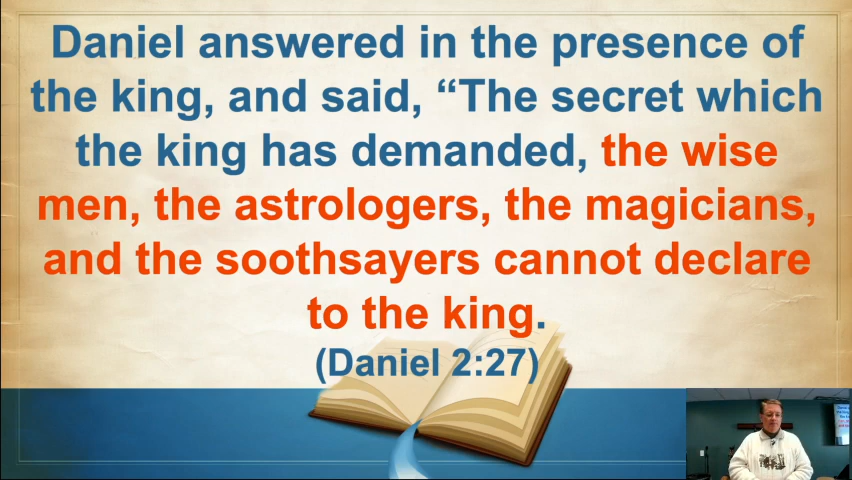 Daniel answered in the presence of
the king, and said, “The secret which
the king has demanded, the wise
men, the astrologers, the magicians,
and the soothsayers cannot declare
to the king.
(Daniel 2:27)